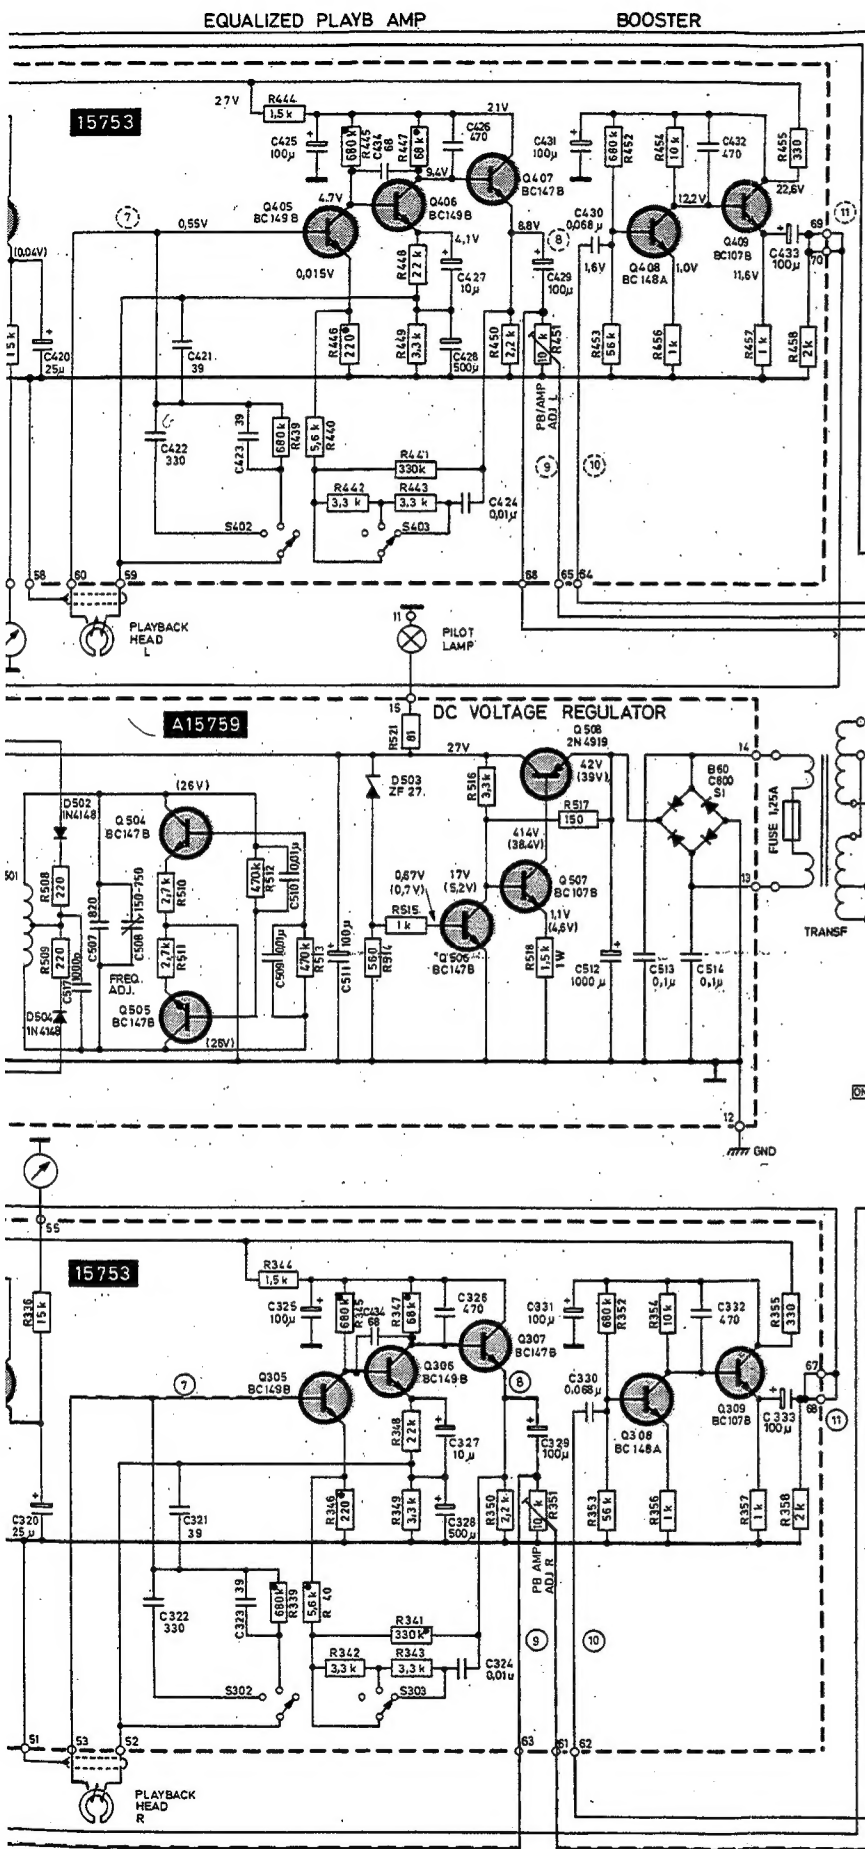 EQUALIZED PLAYB AMP
BOOSTER
15753
27V
R444
1,5k
C425
100µ
680k
R445
C434
68
R447
68k
C426
470
21V
Q405
BC149B
4.7V
9,4V
Q406
BC149B
Q407
BC147B
7
0,55V
0,015V
(0,04V)
4,1V
8,8V
8
R448
22k
C427
10µ
C429
100µ
C431
100µ
680k
R452
R454
10k
C432
470
R455
330
22,6V
12,2V
C430
0,068µ
1,6V
Q408
BC148A
1,0V
Q409
BC107B
11,6V
C433
100µ
69
70
11
15k
C420
25µ
C421
39
R446
220
R449
3,3k
C428
500µ
R450
2,2k
10k
R451
PB/AMP
ADJ L
R453
56k
R456
1k
R457
1k
R458
2k
C422
330
C423
39
680k
R439
5,6k
R440
R441
330k
R442
3,3k
R443
3,3k
C424
0,01µ
S402
S403
9
10
58
60
59
68
65
64
PLAYBACK
HEAD
L
11
PILOT
LAMP
15
A15759
DC VOLTAGE REGULATOR
R521
81
27V
Q508
2N4919
42V
(39V)
14
D502
1N4148
Q504
BC147B
(26V)
D503
ZF 27
R516
3,3k
R517
150
B60
C800
S1
FUSE 1,25A
501
R508
220
C507
820
150-750
C508
2,7k
R510
470k
R512
C510
0,01µ
0,67V
(0,7V)
17V
(5,2V)
41,4V
(38,4V)
Q507
BC107B
R515
1k
1,1V
(4,6V)
13
TRANSF
R509
220
C517
1000p
FREQ.
ADJ.
2,7k
R511
C509
0,01µ
470k
R513
C511
100µ
560
R514
Q506
BC147B
R518
1,5k
1W
C512
1000µ
C513
0,1µ
C514
0,1µ
D504
1N4148
Q505
BC147B
(26V)
12
GND
55
15753
R344
1,5k
R336
15k
C325
100µ
680k
R345
C434
68
R347
68k
C326
470
Q305
BC149B
Q306
BC149B
Q307
BC147B
7
8
C331
100µ
680k
R352
R354
10k
C332
470
R355
330
C330
0,068µ
Q308
BC148A
Q309
BC107B
C333
100µ
67
68
11
R348
22k
C327
10µ
C329
100µ
C320
25µ
C321
39
R346
220
R349
3,3k
C328
500µ
R350
2,2k
10k
R351
PB AMP
ADJ R
R353
56k
R356
1k
R357
1k
R358
2k
C322
330
C323
39
680k
R339
5,6k
R 40
R341
330k
R342
3,3k
R343
3,3k
C324
0,01µ
S302
S303
9
10
51
53
52
63
61
62
PLAYBACK
HEAD
R